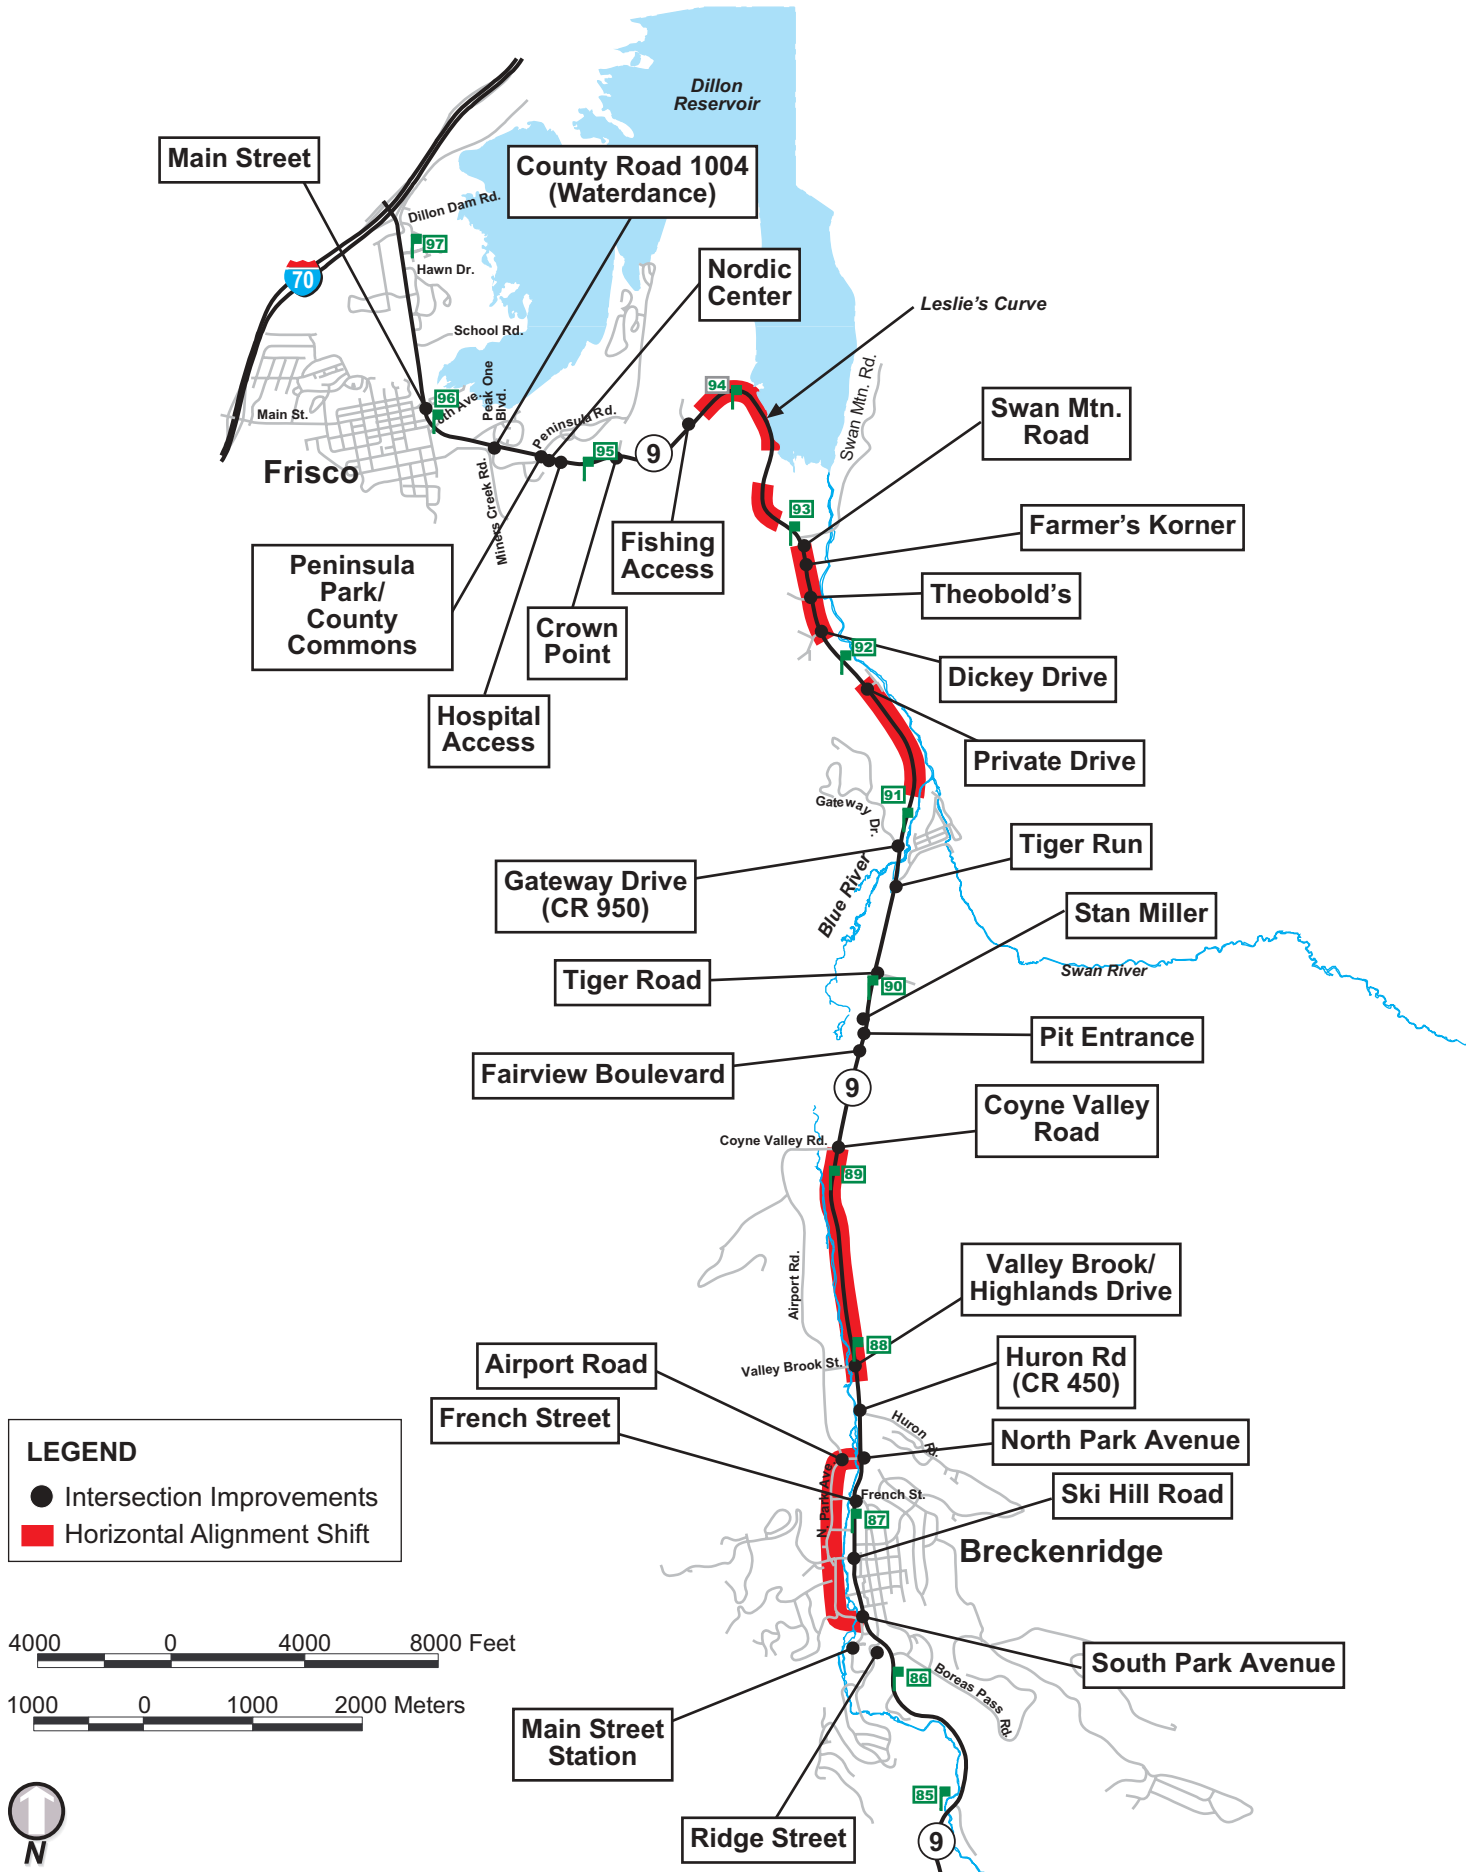 Dillon
Reservoir
Main Street
County Road 1004
(Waterdance)
Dillon Dam Rd.
97
Hawn Dr.
70
Nordic
Center
Leslie's Curve
School Rd.
Swan Mtn. Rd.
Peak One
Blvd.
94
96
8th Ave.
Main St.
Peninsula Rd.
Swan Mtn.
Road
95
9
Frisco
Miners Creek Rd.
93
Farmer's Korner
Fishing
Access
Peninsula
Park/
County
Commons
Theobold's
Crown
Point
92
Dickey Drive
Hospital
Access
Private Drive
91
Gateway Dr.
Tiger Run
Blue River
Gateway Drive
(CR 950)
Stan Miller
Swan River
Tiger Road
90
Pit Entrance
Fairview Boulevard
9
Coyne Valley
Road
Coyne Valley Rd.
89
Airport Rd.
Valley Brook/
Highlands Drive
88
Airport Road
Valley Brook St.
Huron Rd
(CR 450)
French Street
Huron Rd.
North Park Avenue
LEGEND
Intersection Improvements
Horizontal Alignment Shift
N. Park Ave.
French St.
Ski Hill Road
87
Breckenridge
4000 0 4000 8000 Feet
South Park Avenue
86
Boreas Pass Rd.
1000 0 1000 2000 Meters
Main Street
Station
85
Ridge Street
9
N